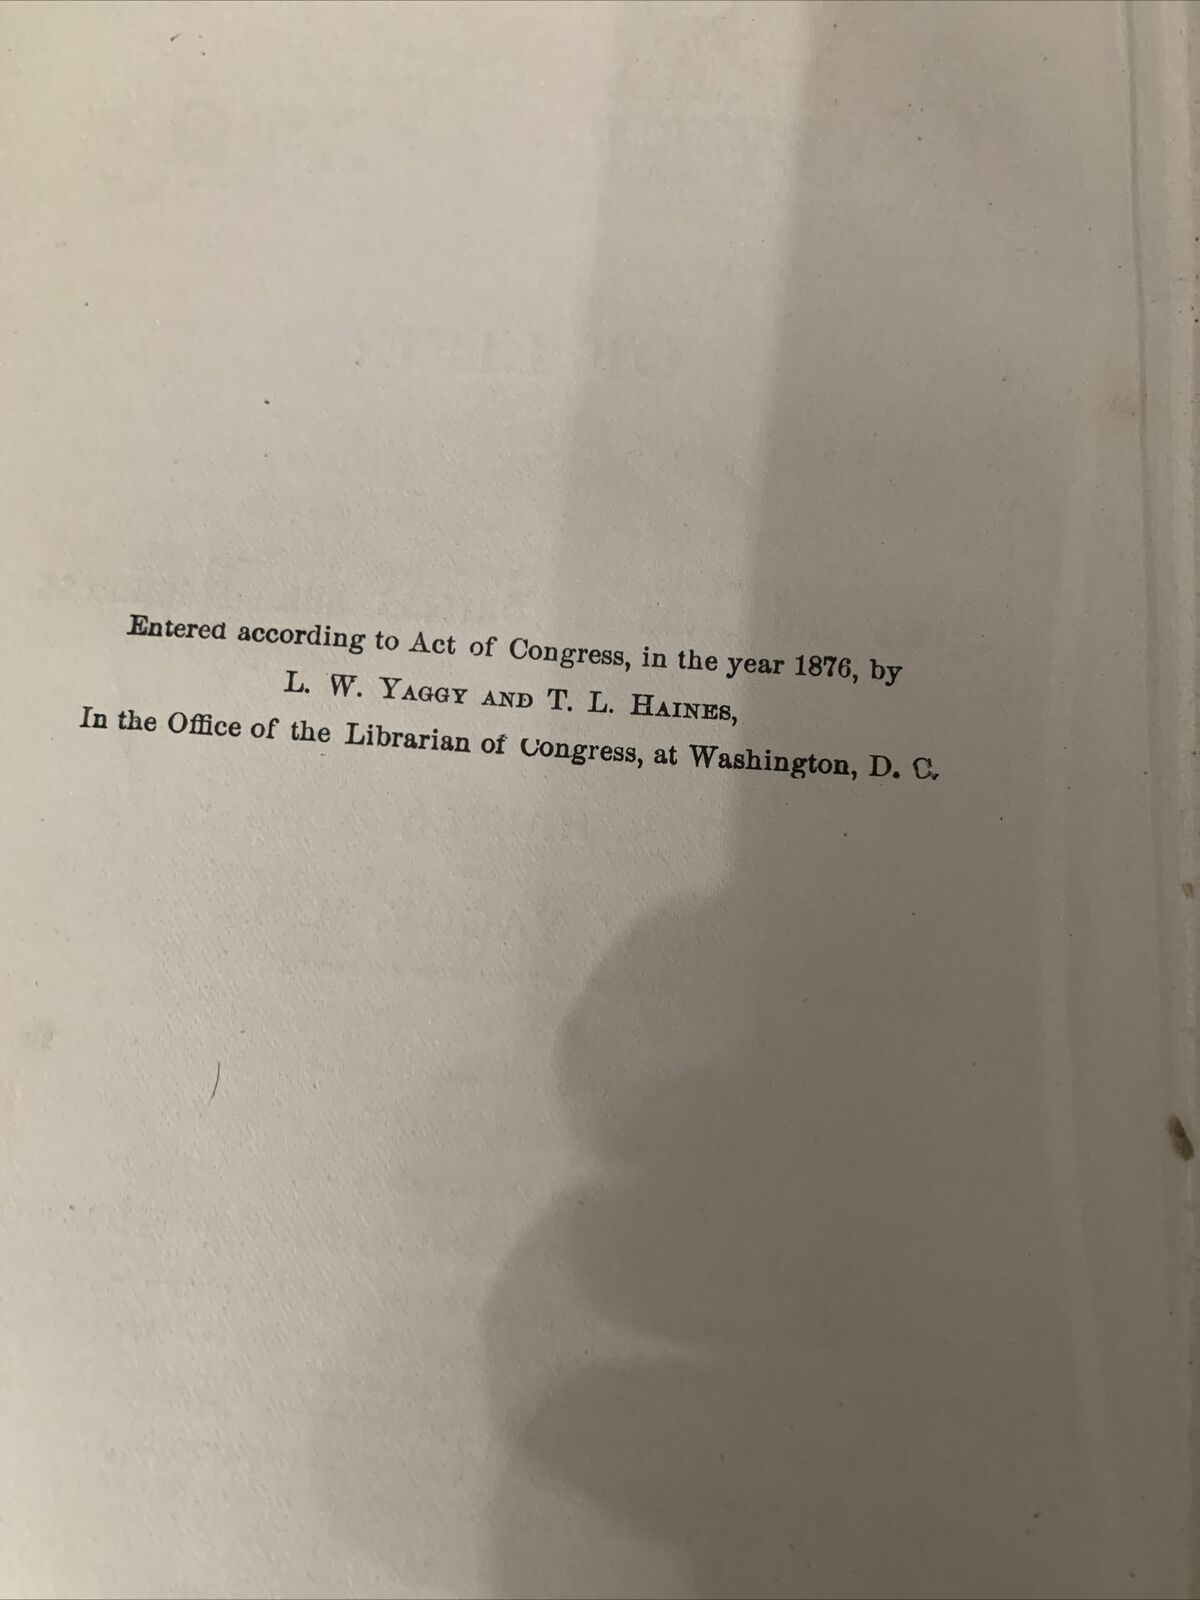 Entered according to Act of Congress, in the year 1876, by
L. W. YAGGY AND T. L. HAINES,
In the Office of the Librarian of Congress, at Washington, D. C.